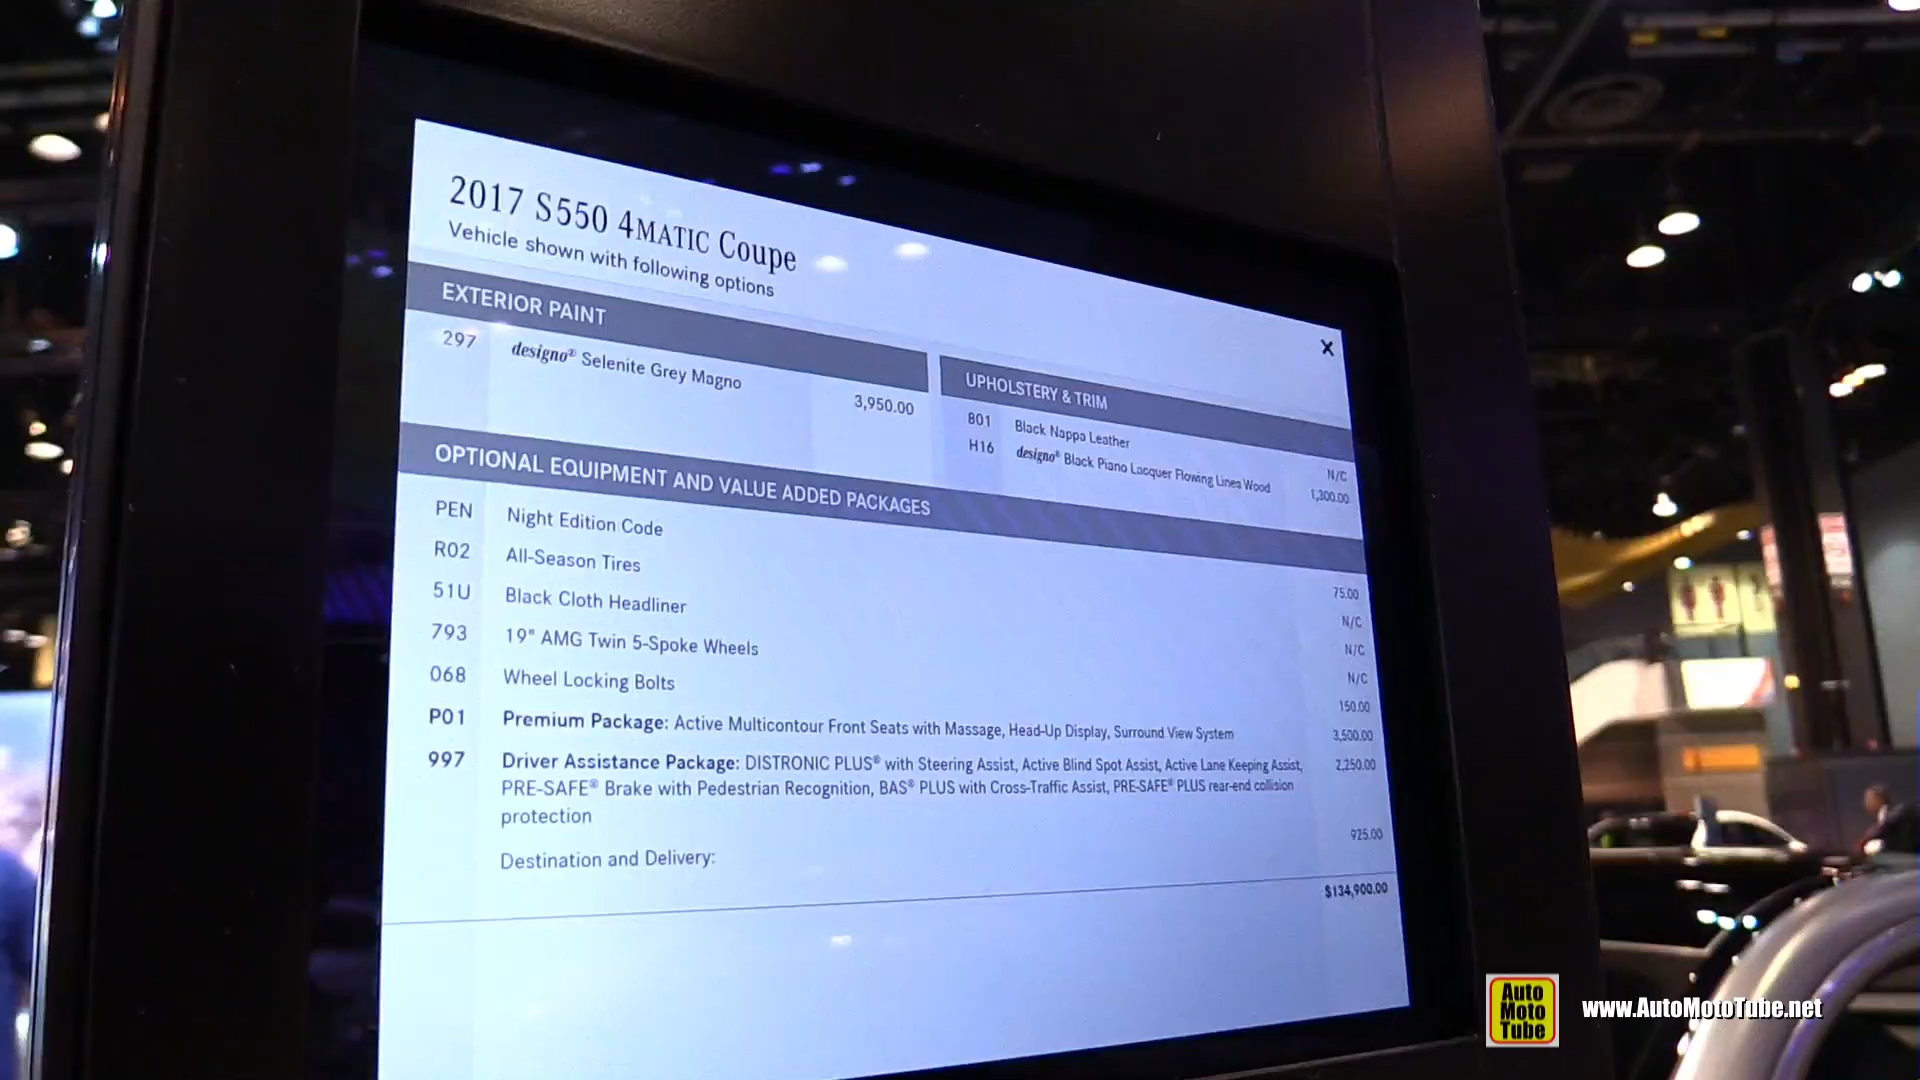 2017 S550 4MATIC Coupe
Vehicle shown with following options
X
EXTERIOR PAINT
297 designo® Selenite Grey Magno 3,950.00
UPHOLSTERY & TRIM
801 Black Nappa Leather N/C
H16 designo® Black Piano Lacquer Flowing Lines Wood 1,300.00
OPTIONAL EQUIPMENT AND VALUE ADDED PACKAGES
PEN Night Edition Code 75.00
R02 All-Season Tires N/C
51U Black Cloth Headliner N/C
793 19" AMG Twin 5-Spoke Wheels N/C
068 Wheel Locking Bolts 150.00
P01 Premium Package: Active Multicontour Front Seats with Massage, Head-Up Display, Surround View System 3,500.00
997 Driver Assistance Package: DISTRONIC PLUS® with Steering Assist, Active Blind Spot Assist, Active Lane Keeping Assist, 2,250.00
PRE-SAFE® Brake with Pedestrian Recognition, BAS® PLUS with Cross-Traffic Assist, PRE-SAFE® PLUS rear-end collision
protection
Destination and Delivery: 925.00
$134,900.00
Auto
Moto
Tube
www.AutoMotoTube.net